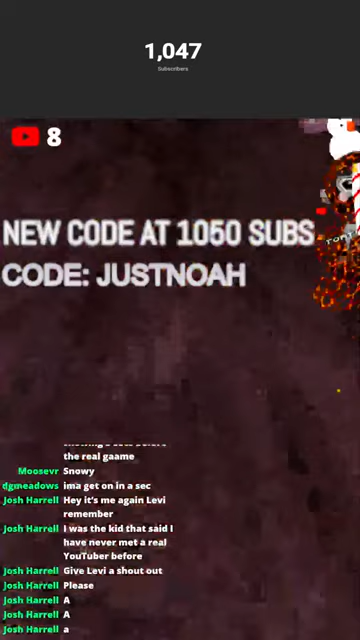 1,047
Subscribers
8
NEW CODE AT 1050 SUBS
CODE: JUSTNOAH
the real gaame
Moosevr Snowy
dgmeadows ima get on in a sec
Josh Harrell Hey it's me again Levi
remember
Josh Harrell I was the kid that said I
have never met a real
YouTuber before
Josh Harrell Give Levi a shout out
Josh Harrell Please
Josh Harrell A
Josh Harrell A
Josh Harrell a